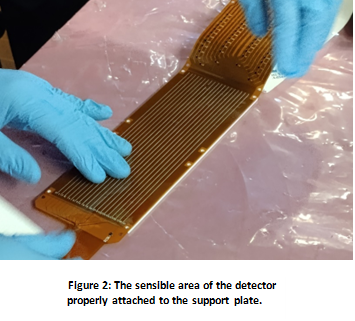 Figure 2: The sensible area of the detector
properly attached to the support plate.